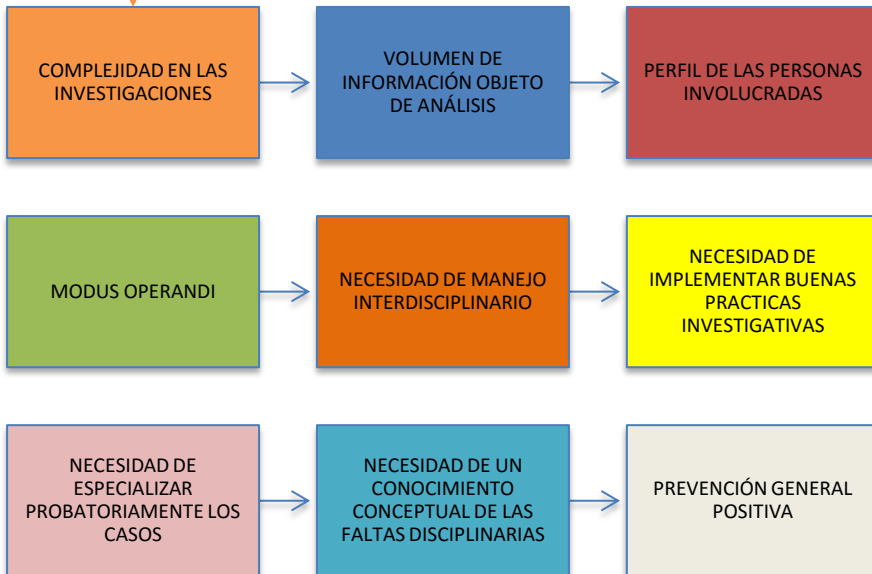 COMPLEJIDAD EN LAS
INVESTIGACIONES
VOLUMEN DE
INFORMACIÓN OBJETO
DE ANÁLISIS
PERFIL DE LAS PERSONAS
INVOLUCRADAS
MODUS OPERANDI
NECESIDAD DE MANEJO
INTERDISCIPLINARIO
NECESIDAD DE
IMPLEMENTAR BUENAS
PRACTICAS
INVESTIGATIVAS
NECESIDAD DE
ESPECIALIZAR
PROBATORIAMENTE LOS
CASOS
NECESIDAD DE UN
CONOCIMIENTO
CONCEPTUAL DE LAS
FALTAS DISCIPLINARIAS
PREVENCIÓN GENERAL
POSITIVA